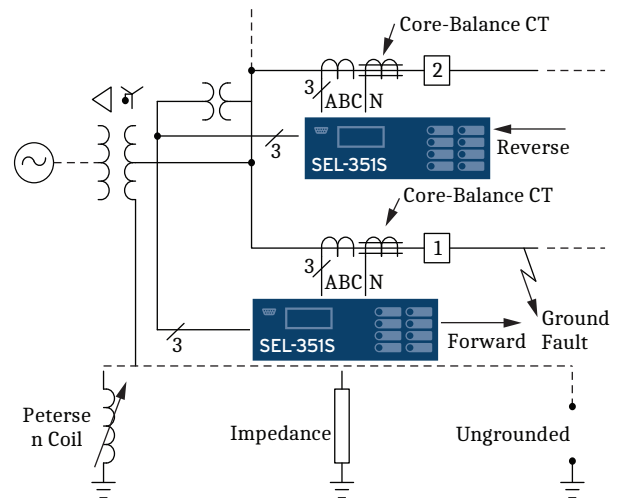 Core-Balance CT
2
3
ABC N
3
SEL-351S
Reverse
Core-Balance CT
1
3
ABC N
3
SEL-351S
Forward
Ground
Fault
Peterse
n Coil
Impedance
Ungrounded